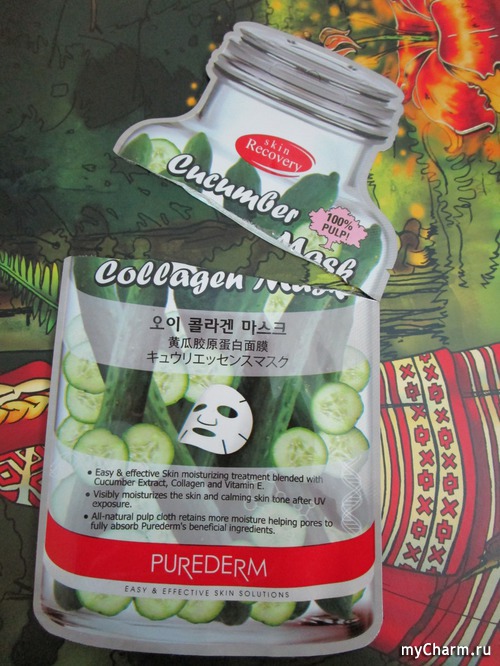 skin
Recovery
Cucumber
100%
PULP!
Mask
Collagen Mask
오이 콜라겐 마스크
黄瓜胶原蛋白面膜
キュウリエッセンスマスク
• Easy & effective Skin moisturizing treatment blended with
Cucumber Extract, Collagen and Vitamin E.
• Visibly moisturizes the skin and calming skin tone after UV
exposure.
• All-natural pulp cloth retains more moisture helping pores to
fully absorb Purederm's beneficial ingredients.
PUREDERM
EASY & EFFECTIVE SKIN SOLUTIONS
myCharm.ru